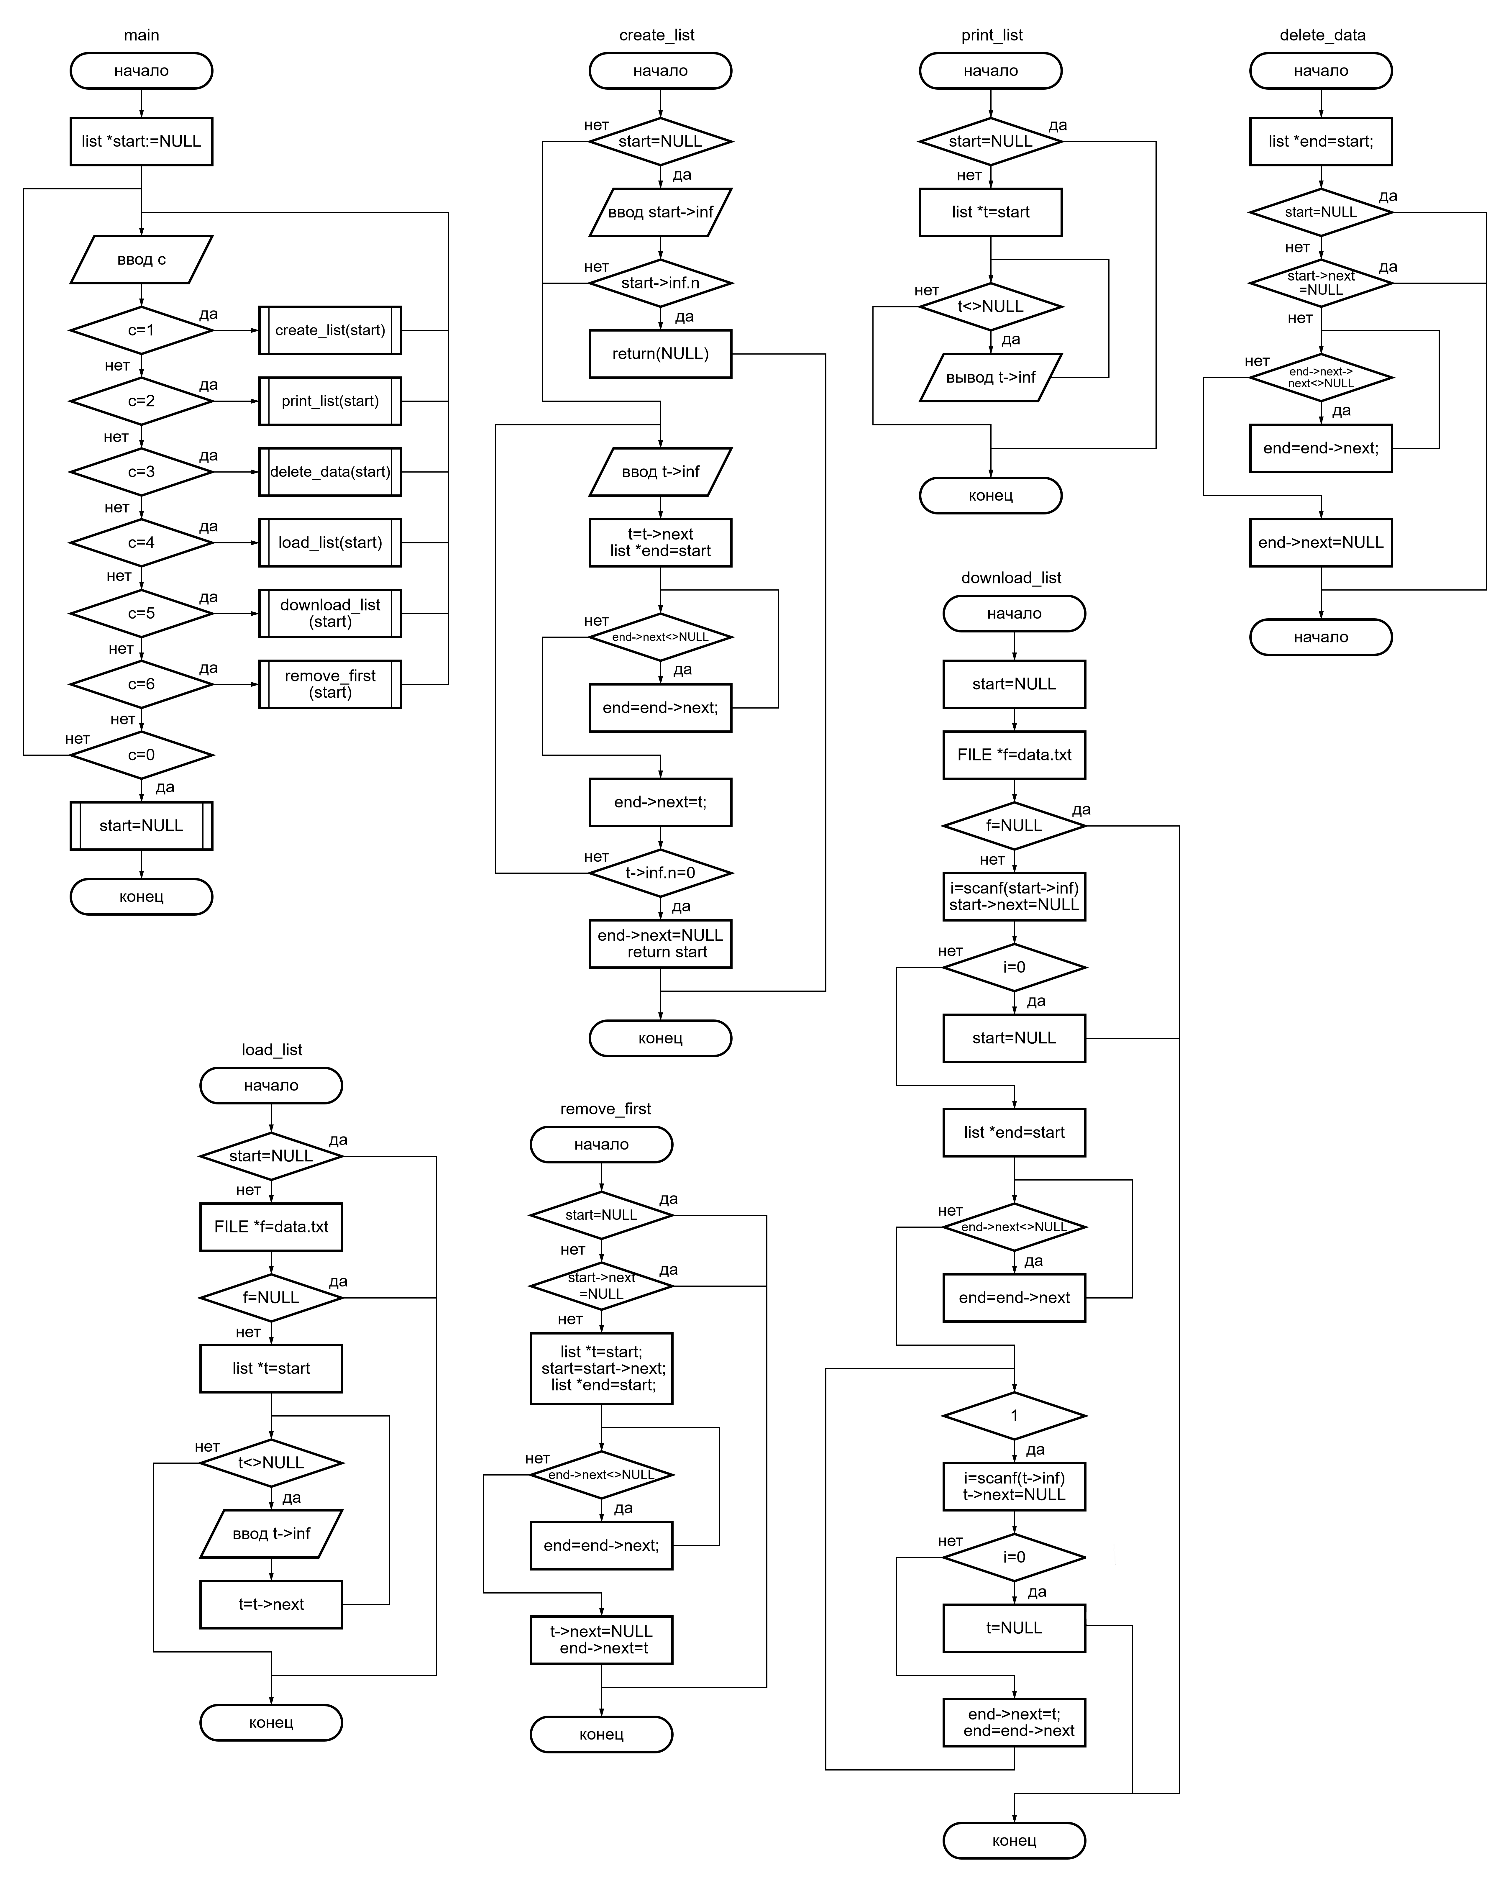 main
начало
list *start:=NULL
ввод c
c=1
да
create_list(start)
нет
c=2
да
print_list(start)
нет
c=3
да
delete_data(start)
нет
c=4
да
load_list(start)
нет
c=5
да
download_list
(start)
нет
c=6
да
remove_first
(start)
нет
нет
c=0
да
start=NULL
конец
create_list
начало
нет
start=NULL
да
ввод start->inf
нет
start->inf.n
да
return(NULL)
ввод t->inf
t=t->next
list *end=start
нет
end->next<>NULL
да
end=end->next;
end->next=t;
нет
t->inf.n=0
да
end->next=NULL
return start
конец
print_list
начало
да
start=NULL
нет
list *t=start
нет
t<>NULL
да
вывод t->inf
конец
delete_data
начало
list *end=start;
да
start=NULL
нет
да
start->next
=NULL
нет
нет
end->next->
next<>NULL
да
end=end->next;
end->next=NULL
начало
download_list
начало
start=NULL
FILE *f=data.txt
да
f=NULL
нет
i=scanf(start->inf)
start->next=NULL
нет
i=0
да
start=NULL
list *end=start
нет
end->next<>NULL
да
end=end->next
1
да
i=scanf(t->inf)
t->next=NULL
нет
i=0
да
t=NULL
end->next=t;
end=end->next
конец
load_list
начало
да
start=NULL
нет
FILE *f=data.txt
да
f=NULL
нет
list *t=start
нет
t<>NULL
да
ввод t->inf
t=t->next
конец
remove_first
начало
да
start=NULL
нет
да
start->next
=NULL
нет
list *t=start;
start=start->next;
list *end=start;
нет
end->next<>NULL
да
end=end->next;
t->next=NULL
end->next=t
конец